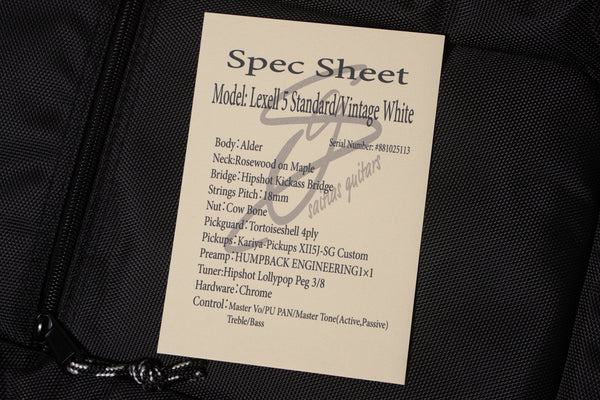 Spec Sheet
Model: Lexell 5 Standard/Vintage White
Serial Number: #881025113
Body：Alder
Neck:Rosewood on Maple
Bridge：Hipshot Kickass Bridge
Strings Pitch：18mm
Nut：Cow Bone
Pickguard：Tortoiseshell 4ply
Pickups：Kariya-Pickups XII5J-SG Custom
Preamp：HUMPBACK ENGINEERING1×1
Tuner:Hipshot Lollypop Peg 3/8
Hardware：Chrome
Control：Master Vo/PU PAN/Master Tone(Active,Passive)
Treble/Bass
saitias guitars